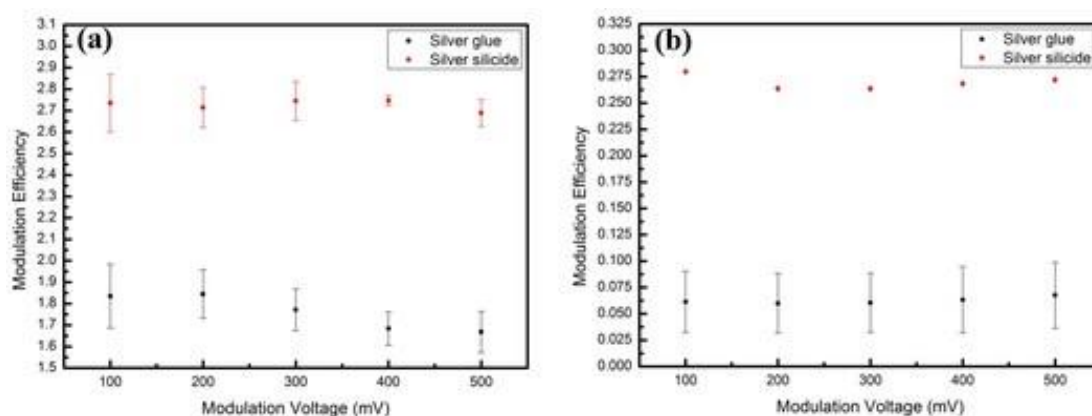 (a)
Silver glue
Silver silicide
Modulation Efficiency
3.1
3.0
2.9
2.8
2.7
2.6
2.5
2.4
2.3
2.2
2.1
2.0
1.9
1.8
1.7
1.6
1.5
100 200 300 400 500
Modulation Voltage (mV)
(b)
Silver glue
Silver silicide
Modulation Efficiency
0.325
0.300
0.275
0.250
0.225
0.200
0.175
0.150
0.125
0.100
0.075
0.050
0.025
0.000
100 200 300 400 500
Modulation Voltage (mV)